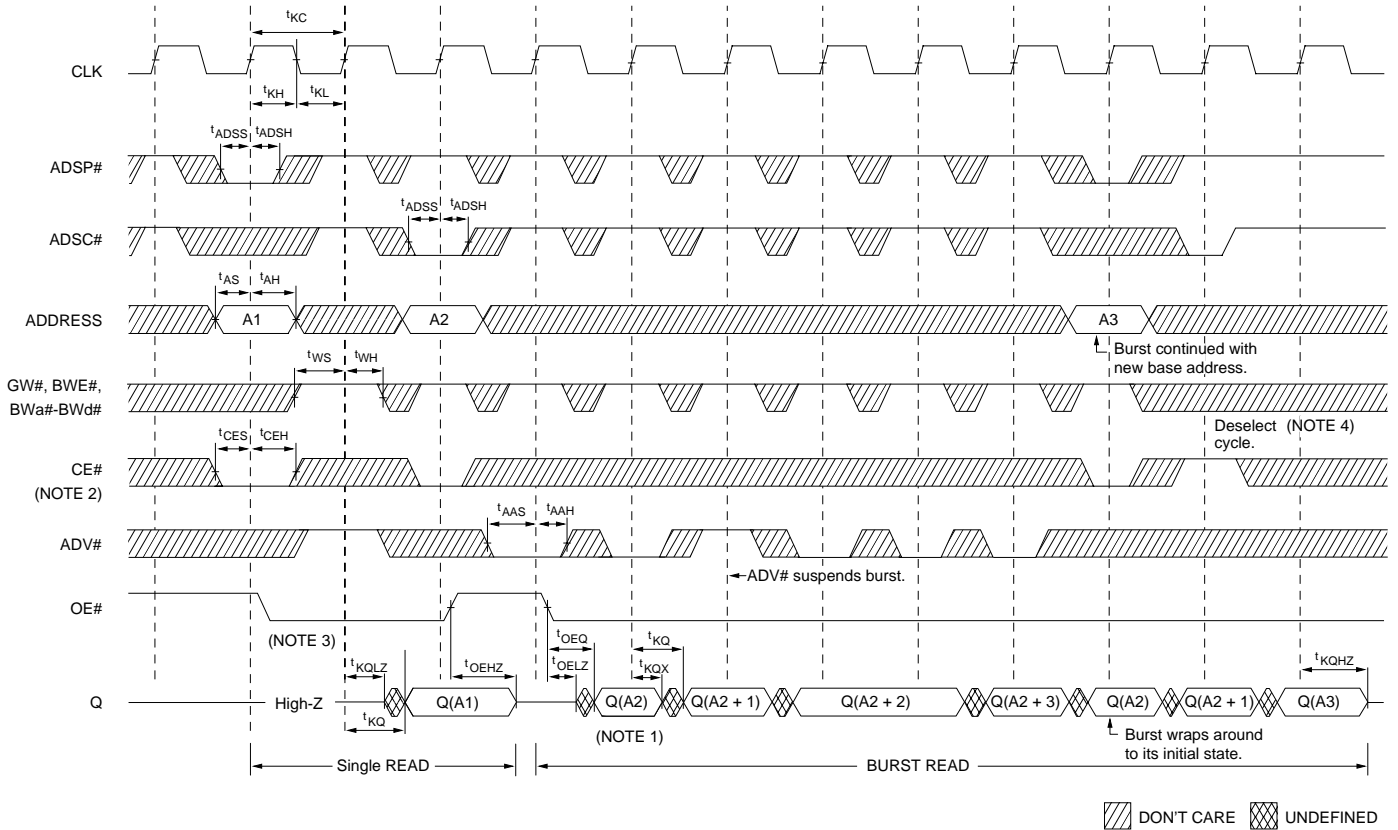 tKC
CLK
tKH tKL
tADSS tADSH
ADSP#
tADSS tADSH
ADSC#
tAS tAH
ADDRESS A1 A2 A3
Burst continued with
new base address.
tWS tWH
GW#, BWE#,
BWa#-BWd#
Deselect (NOTE 4)
cycle.
tCES tCEH
CE#
(NOTE 2)
tAAS tAAH
ADV#
ADV# suspends burst.
OE#
(NOTE 3)
tOEQ tKQ
tKQLZ tOEHZ tOELZ tKQX tKQHZ
Q High-Z Q(A1) Q(A2) Q(A2 + 1) Q(A2 + 2) Q(A2 + 3) Q(A2) Q(A2 + 1) Q(A3)
tKQ
(NOTE 1)
Burst wraps around
to its initial state.
Single READ BURST READ
DON'T CARE UNDEFINED